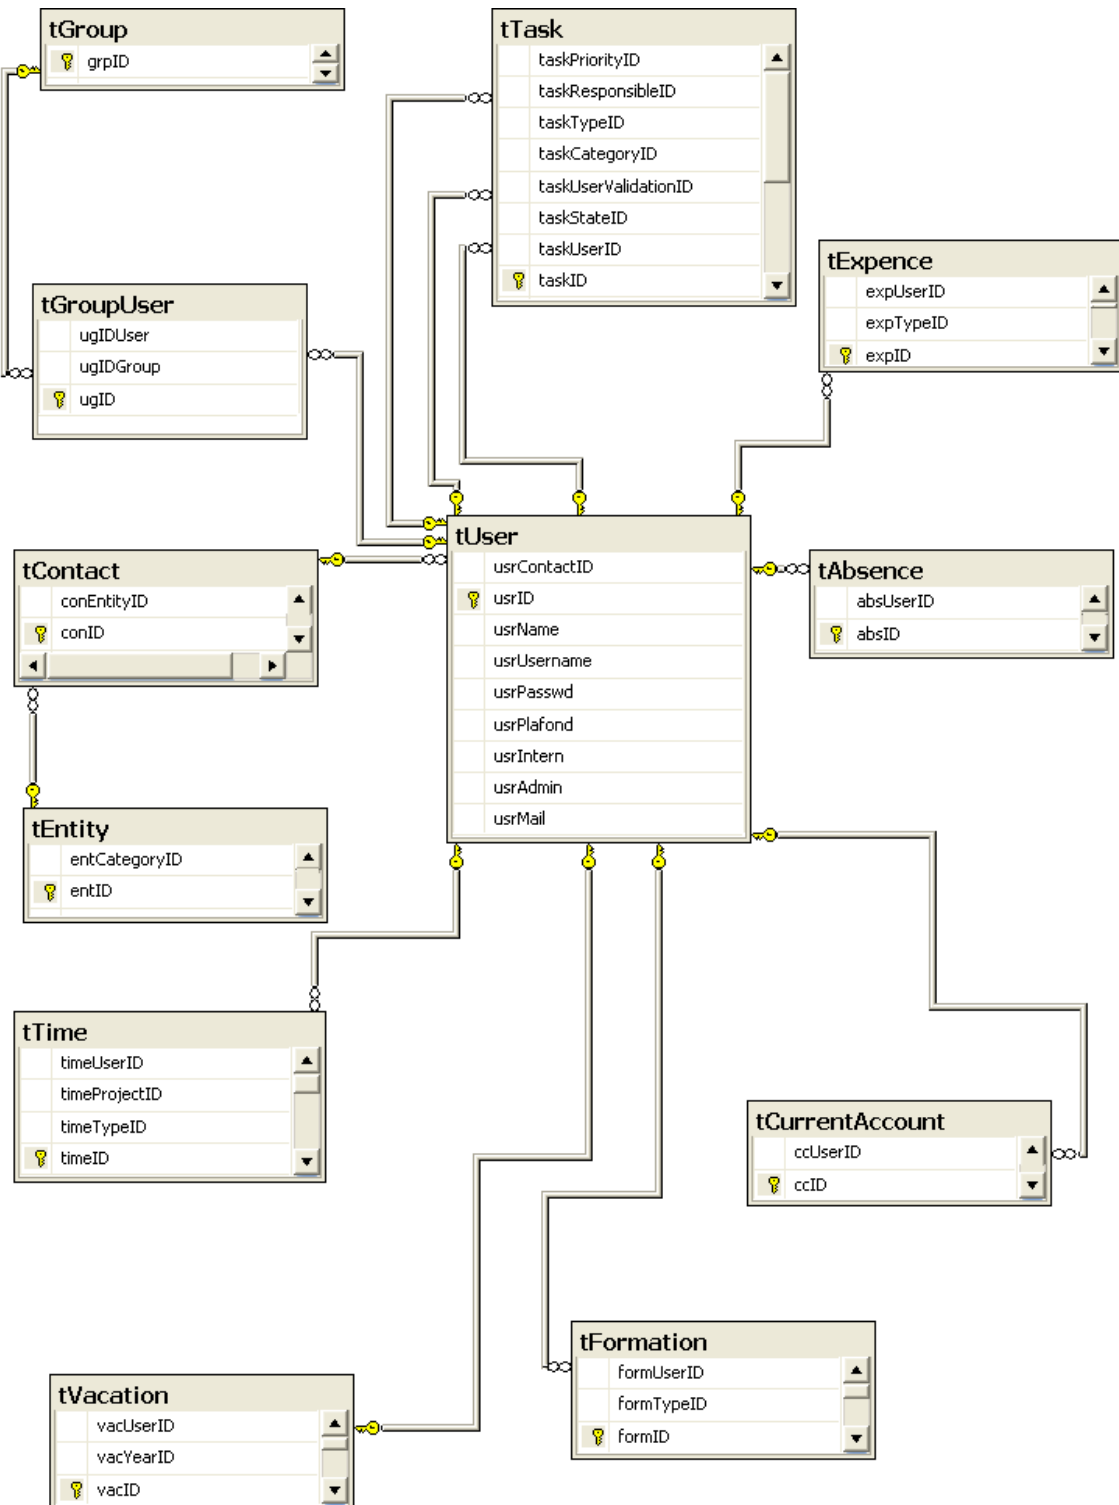 tGroup
grpID
tTask
taskPriorityID
taskResponsibleID
taskTypeID
taskCategoryID
taskUserValidationID
taskStateID
taskUserID
taskID
tExpence
expUserID
expTypeID
expID
tGroupUser
ugIDUser
ugIDGroup
ugID
tUser
usrContactID
usrID
usrName
usrUsername
usrPasswd
usrPlafond
usrIntern
usrAdmin
usrMail
tContact
conEntityID
conID
tAbsence
absUserID
absID
tEntity
entCategoryID
entID
tTime
timeUserID
timeProjectID
timeTypeID
timeID
tCurrentAccount
ccUserID
ccID
tFormation
formUserID
formTypeID
formID
tVacation
vacUserID
vacYearID
vacID